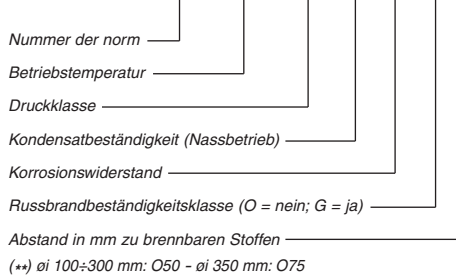 Nummer der norm
Betriebstemperatur
Druckklasse
Kondensatbeständigkeit (Nassbetrieb)
Korrosionswiderstand
Russbrandbeständigkeitsklasse (O = nein; G = ja)
Abstand in mm zu brennbaren Stoffen
(**) øi 100÷300 mm: O50 - øi 350 mm: O75